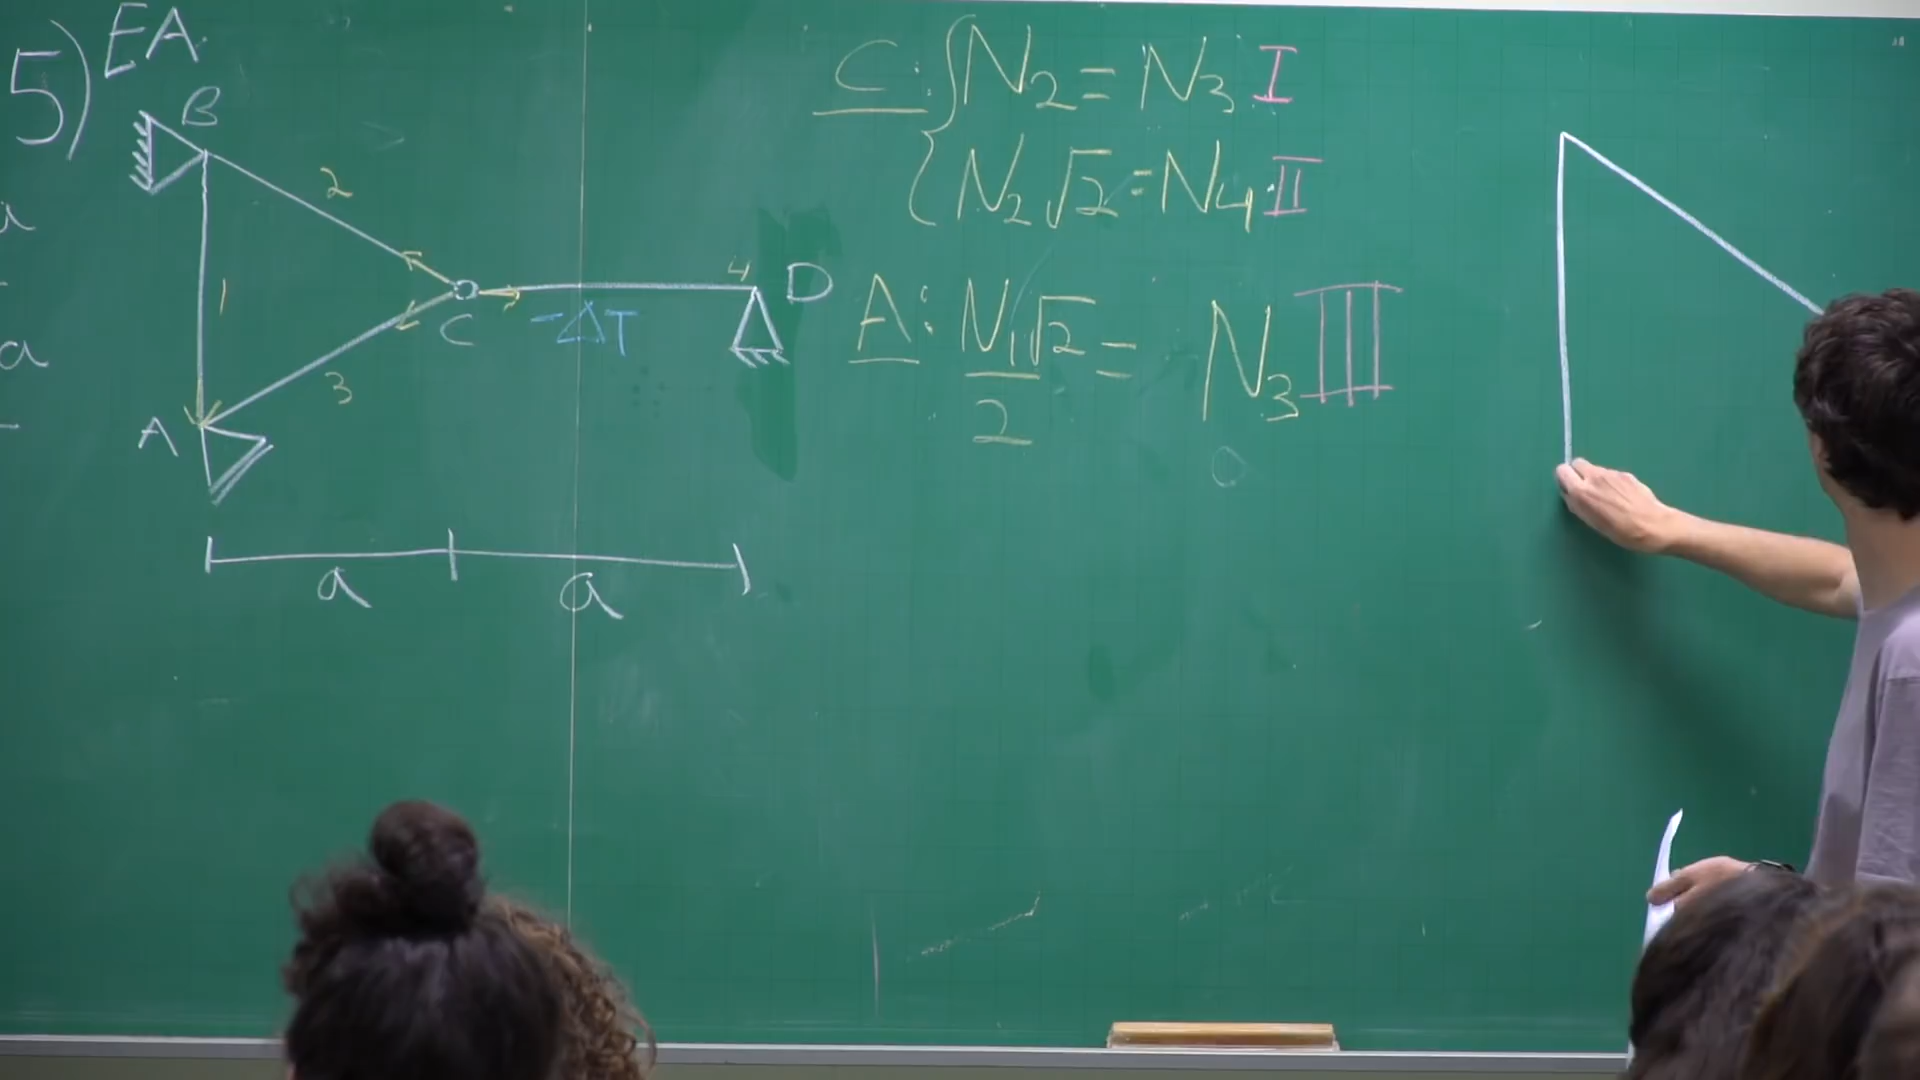 5) EA
B
2
1
C
4
D
-ΔT
3
A
a
a
a
a
C: { N₂ = N₃ I
{ N₂√2 = N₄ II
A: N₁√2/2 = N₃ III